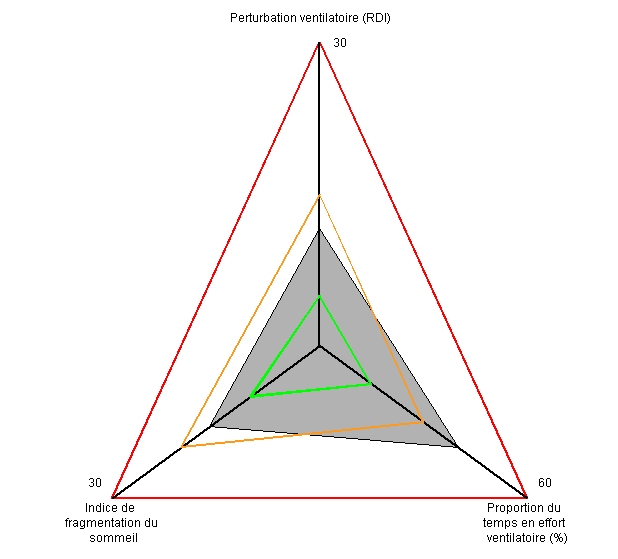 Perturbation ventilatoire (RDI)
30
30
60
Indice de
fragmentation du
sommeil
Proportion du
temps en effort
ventilatoire (%)